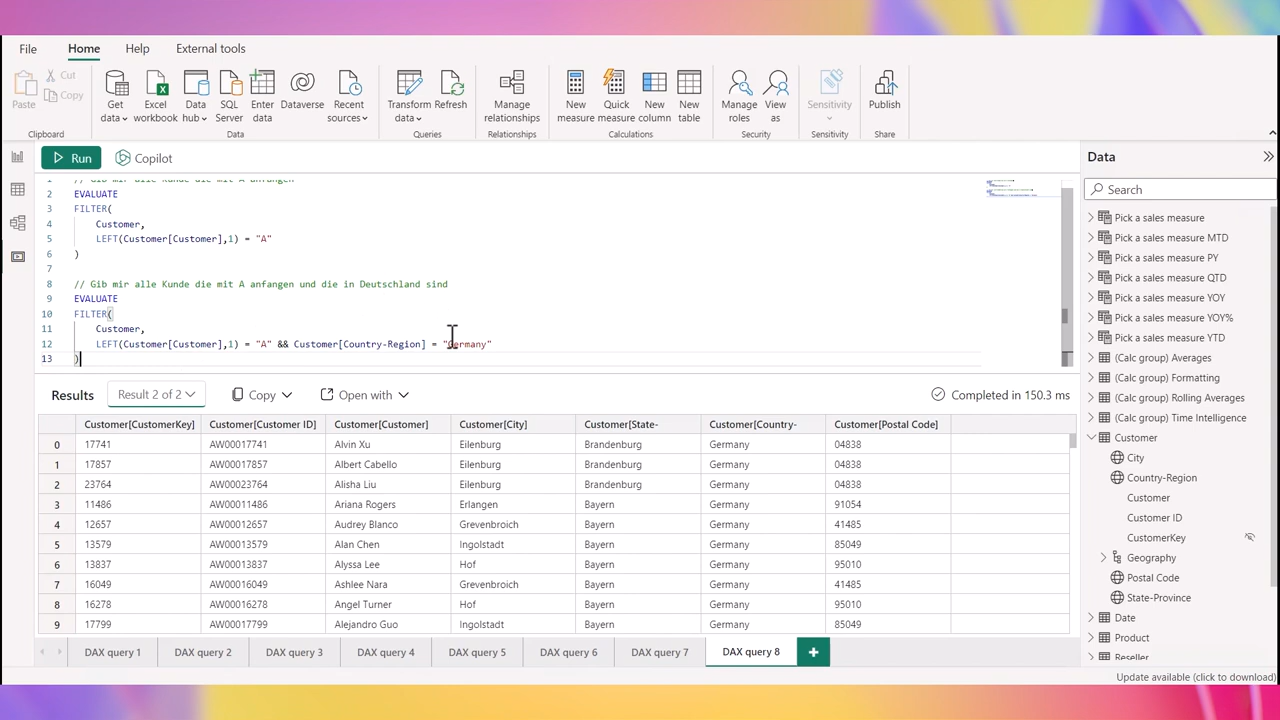 File Home Help External tools
Paste
Cut
Copy
Clipboard
Get data
Excel workbook
Data hub
SQL Server
Enter data
Dataverse
Recent sources
Data
Transform data
Refresh
Queries
Manage relationships
Relationships
New measure
Quick measure
New column
New table
Calculations
Manage roles
View as
Security
Sensitivity
Sensitivity
Publish
Share
Run Copilot
1 // Gib mir alle Kunde die mit A anfangen
2 EVALUATE
3 FILTER(
4 Customer,
5 LEFT(Customer[Customer],1) = "A"
6 )
7
8 // Gib mir alle Kunde die mit A anfangen und die in Deutschland sind
9 EVALUATE
10 FILTER(
11 Customer,
12 LEFT(Customer[Customer],1) = "A" && Customer[Country-Region] = "Germany"
13 )
Results Result 2 of 2 Copy Open with Completed in 150.3 ms
Customer[CustomerKey] Customer[Customer ID] Customer[Customer] Customer[City] Customer[State- Customer[Country- Customer[Postal Code]
0 17741 AW00017741 Alvin Xu Eilenburg Brandenburg Germany 04838
1 17857 AW00017857 Albert Cabello Eilenburg Brandenburg Germany 04838
2 23764 AW00023764 Alisha Liu Eilenburg Brandenburg Germany 04838
3 11486 AW00011486 Ariana Rogers Erlangen Bayern Germany 91054
4 12657 AW00012657 Audrey Blanco Grevenbroich Bayern Germany 41485
5 13579 AW00013579 Alan Chen Ingolstadt Bayern Germany 85049
6 13837 AW00013837 Alyssa Lee Hof Bayern Germany 95010
7 16049 AW00016049 Ashlee Nara Grevenbroich Bayern Germany 41485
8 16278 AW00016278 Angel Turner Hof Bayern Germany 95010
9 17799 AW00017799 Alejandro Guo Ingolstadt Bayern Germany 85049
DAX query 1 DAX query 2 DAX query 3 DAX query 4 DAX query 5 DAX query 6 DAX query 7 DAX query 8
Data
Search
Pick a sales measure
Pick a sales measure MTD
Pick a sales measure PY
Pick a sales measure QTD
Pick a sales measure YOY
Pick a sales measure YOY%
Pick a sales measure YTD
(Calc group) Averages
(Calc group) Formatting
(Calc group) Rolling Averages
(Calc group) Time Intelligence
Customer
City
Country-Region
Customer
Customer ID
CustomerKey
Geography
Postal Code
State-Province
Date
Product
Reseller
Update available (click to download)